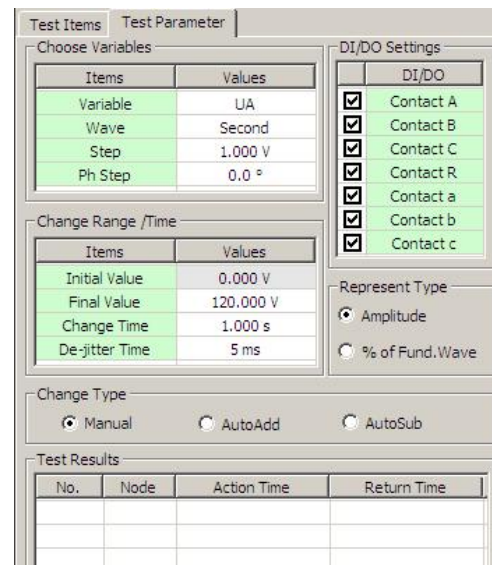 Test Items Test Parameter
Choose Variables
Items Values
Variable UA
Wave Second
Step 1.000 V
Ph Step 0.0 °
DI/DO Settings
DI/DO
Contact A
Contact B
Contact C
Contact R
Contact a
Contact b
Contact c
Change Range /Time
Items Values
Initial Value 0.000 V
Final Value 120.000 V
Change Time 1.000 s
De-jitter Time 5 ms
Represent Type
Amplitude
% of Fund.Wave
Change Type
Manual AutoAdd AutoSub
Test Results
No. Node Action Time Return Time